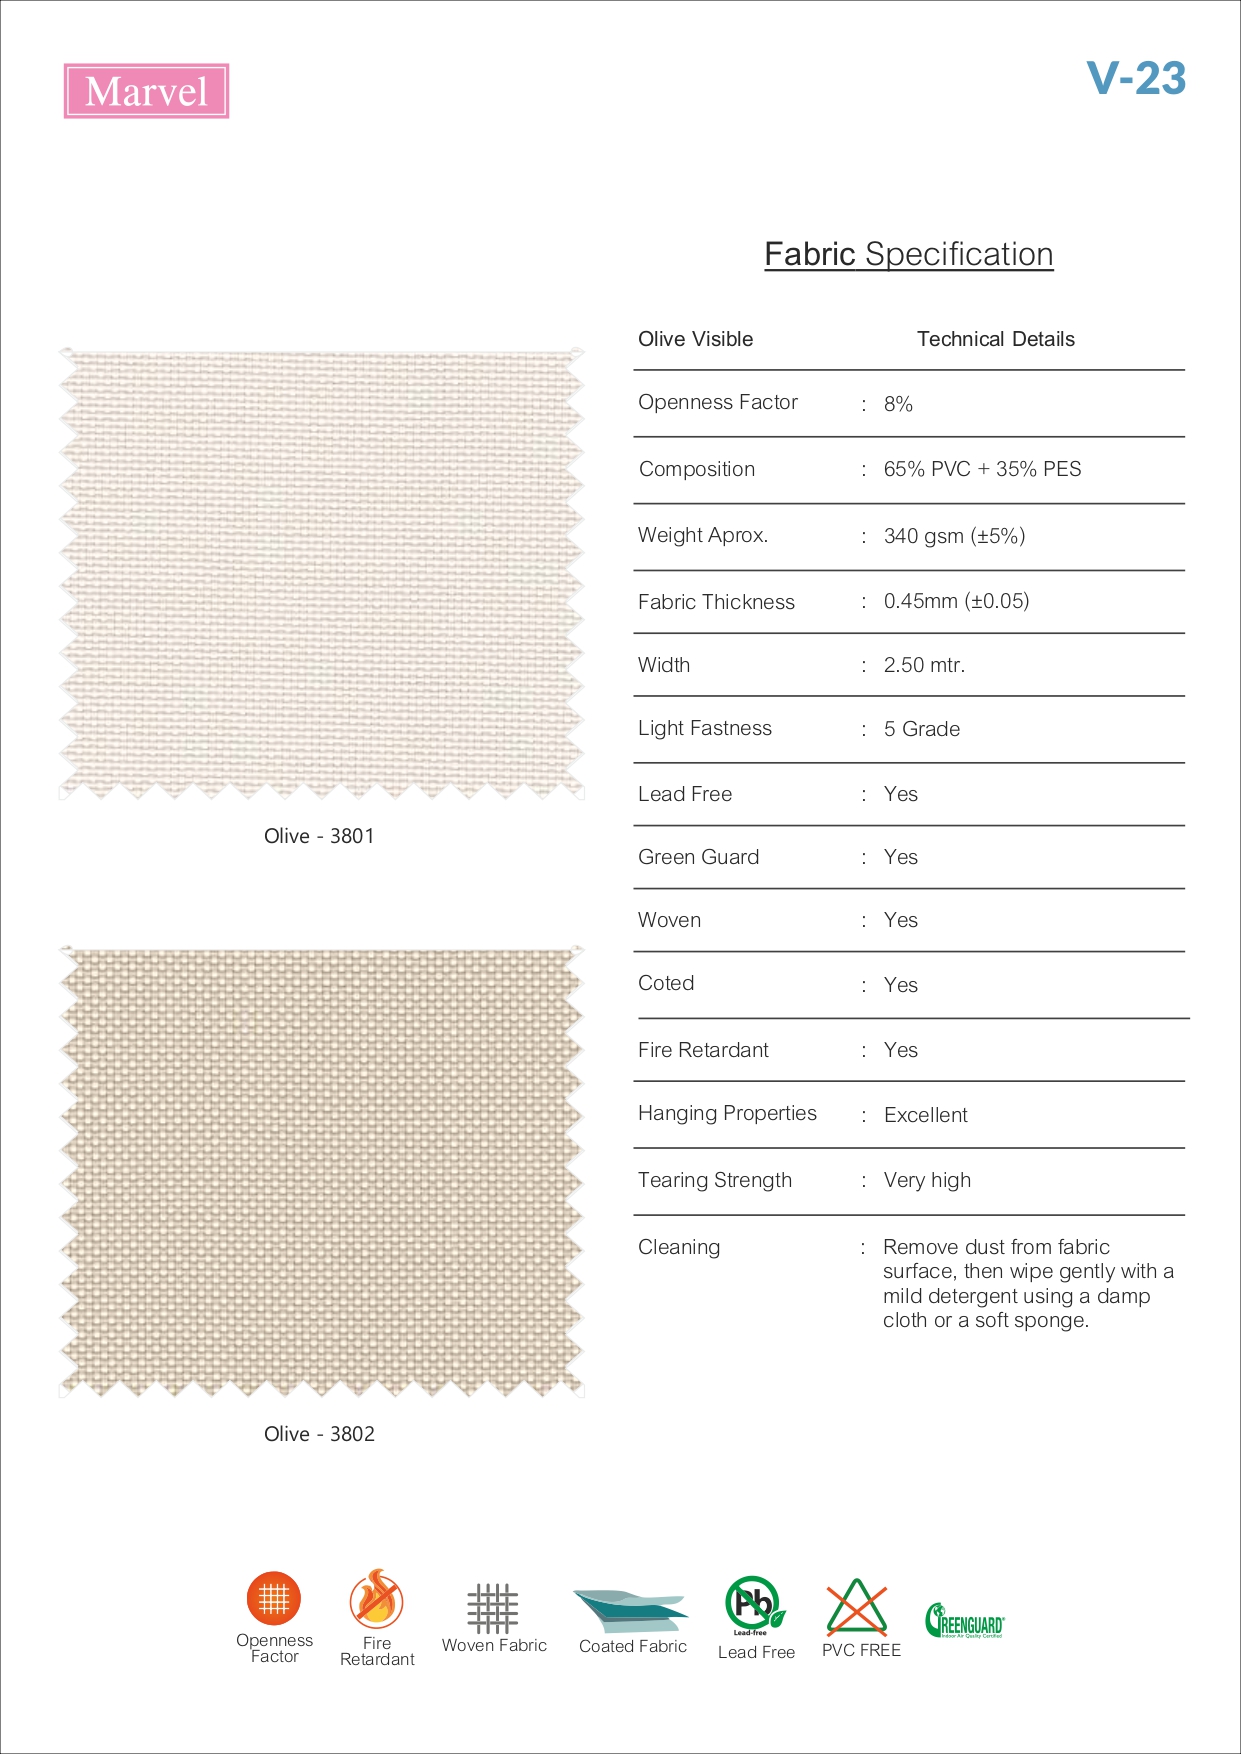 Marvel
V-23
Fabric Specification
Olive Visible Technical Details
Openness Factor : 8%
Composition : 65% PVC + 35% PES
Weight Aprox. : 340 gsm (±5%)
Fabric Thickness : 0.45mm (±0.05)
Width : 2.50 mtr.
Light Fastness : 5 Grade
Lead Free : Yes
Green Guard : Yes
Woven : Yes
Coted : Yes
Fire Retardant : Yes
Hanging Properties : Excellent
Tearing Strength : Very high
Cleaning : Remove dust from fabric
surface, then wipe gently with a
mild detergent using a damp
cloth or a soft sponge.
Olive - 3801
Olive - 3802
Openness
Factor
Fire
Retardant
Woven Fabric
Coated Fabric
Pb
Lead-free
Lead Free
PVC FREE
GREENGUARD®
Indoor Air Quality Certified